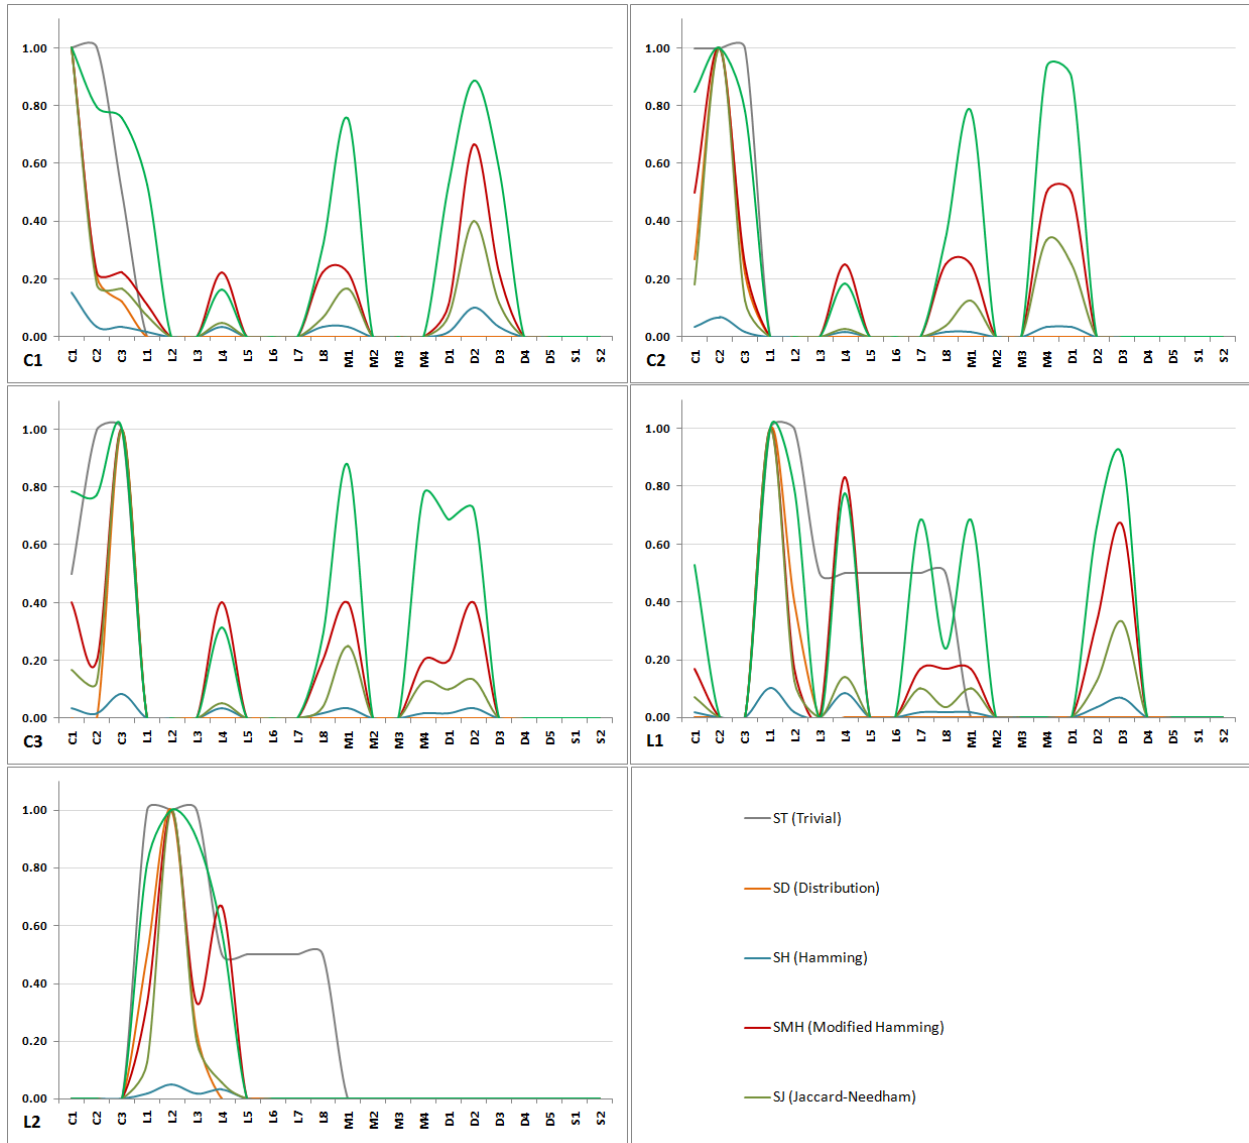 1.00
0.80
0.60
0.40
0.20
0.00
C1 C2 C3 L1 L2 L3 L4 L5 L6 L7 L8 M1 M2 M3 M4 D1 D2 D3 D4 D5 S1 S2
C1
1.00
0.80
0.60
0.40
0.20
0.00
C1 C2 C3 L1 L2 L3 L4 L5 L6 L7 L8 M1 M2 M3 M4 D1 D2 D3 D4 D5 S1 S2
C2
1.00
0.80
0.60
0.40
0.20
0.00
C1 C2 C3 L1 L2 L3 L4 L5 L6 L7 L8 M1 M2 M3 M4 D1 D2 D3 D4 D5 S1 S2
C3
1.00
0.80
0.60
0.40
0.20
0.00
C1 C2 C3 L1 L2 L3 L4 L5 L6 L7 L8 M1 M2 M3 M4 D1 D2 D3 D4 D5 S1 S2
L1
1.00
0.80
0.60
0.40
0.20
0.00
C1 C2 C3 L1 L2 L3 L4 L5 L6 L7 L8 M1 M2 M3 M4 D1 D2 D3 D4 D5 S1 S2
L2
ST (Trivial)
SD (Distribution)
SH (Hamming)
SMH (Modified Hamming)
SJ (Jaccard-Needham)